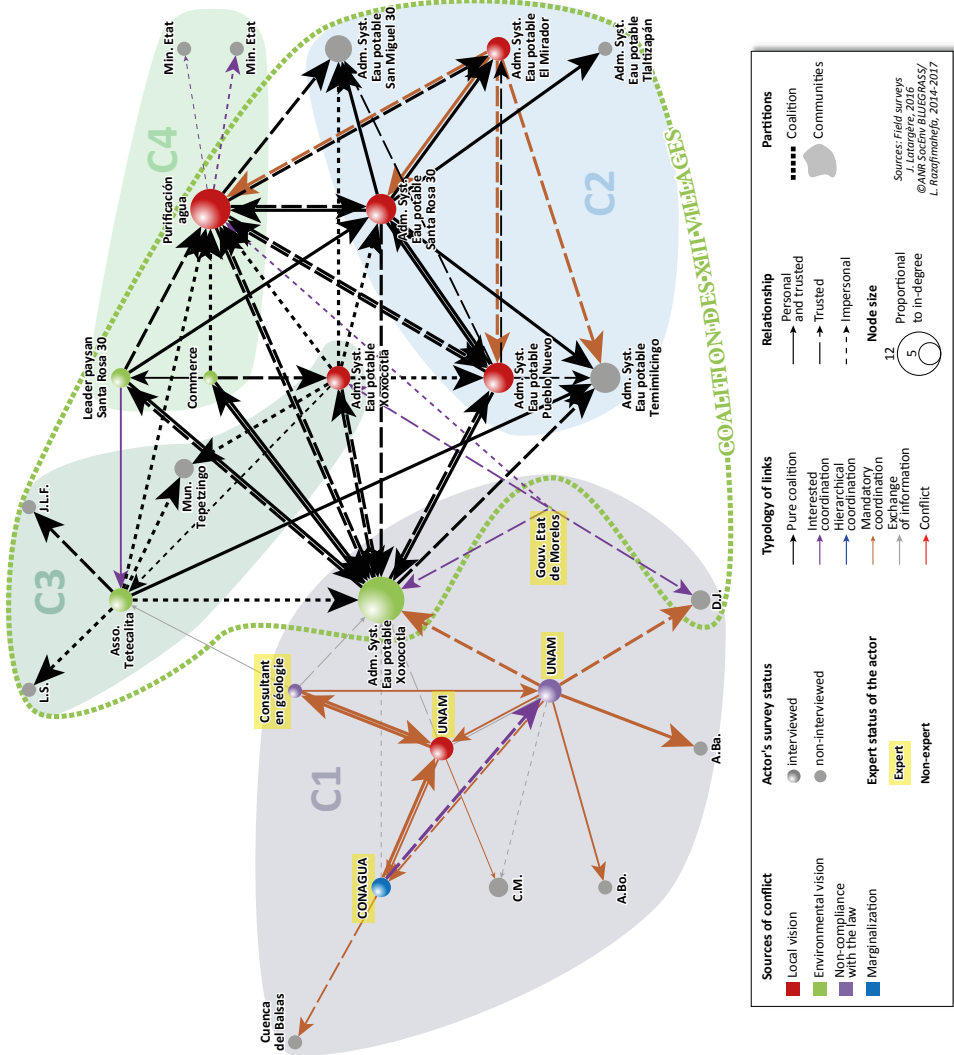 Min. Etat
Min. Etat
C4
Purificación
agua
Leader paysan
Santa Rosa 30
Commerce
Adm. Syst.
Eau potable
San Miguel 30
Adm. Syst.
Eau potable
El Mirador
Adm. Syst.
Eau potable
Tlaltizapán
C2
Adm. Syst.
Eau potable
Santa Rosa 30
Adm. Syst.
Eau potable
Xoxocotla
Adm. Syst.
Eau potable
Pueblo Nuevo
Adm. Syst.
Eau potable
Temimilcingo
COALITION DES XIII VILLAGES
J.L.F.
C3
Mun.
Tepetzingo
L.S.
Asso.
Tetecalita
Adm. Syst.
Eau potable
Xoxocotla
Gouv. Etat
de Morelos
D.J.
Consultant
en géologie
UNAM
UNAM
C1
CONAGUA
C.M.
A.Bo.
A.Ba.
Cuenca
del Balsas
Sources of conflict
Local vision
Environmental vision
Non-compliance
with the law
Marginalization
Actor's survey status
interviewed
non-interviewed
Expert status of the actor
Expert
Non-expert
Typology of links
Pure coalition
Interested
coordination
Hierarchical
coordination
Mandatory
coordination
Exchange
of information
Conflict
Relationship
Personal
and trusted
Trusted
Impersonal
Node size
12
5
Proportional
to in-degree
Partitions
Coalition
Communities
Sources: Field surveys
J. Latargère, 2016
©ANR SocEnv BLUEGRASS/
L. Razafimahefa, 2014-2017